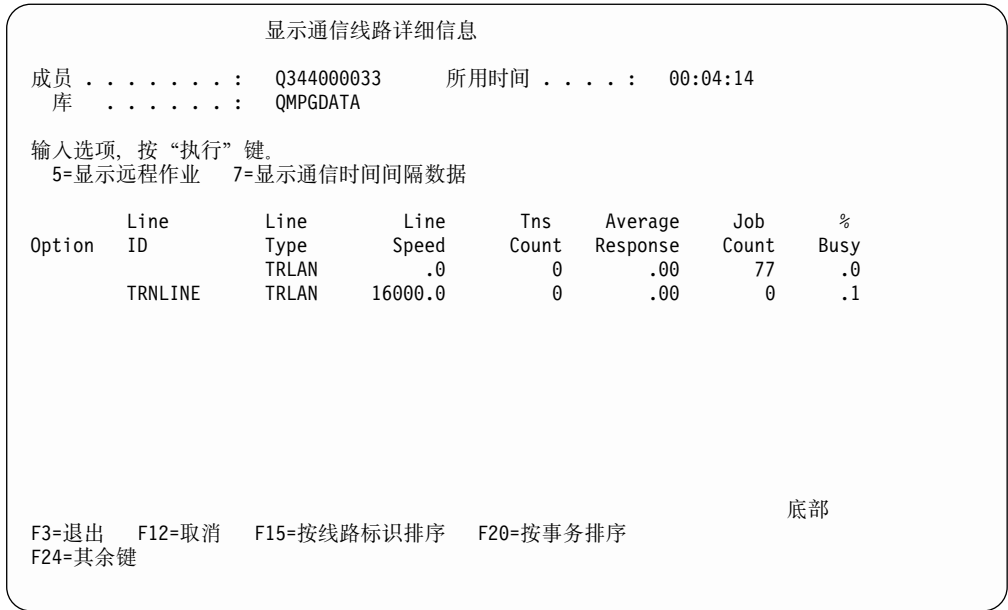 显示通信线路详细信息
成员 . . . . . . . : Q344000033 所用时间 . . . . : 00:04:14
库 . . . . . . : QMPGDATA
输入选项，按“执行”键。
5=显示远程作业 7=显示通信时间间隔数据
Line Line Line Tns Average Job %
Option ID Type Speed Count Response Count Busy
TRLAN .0 0 .00 77 .0
TRNLINE TRLAN 16000.0 0 .00 0 .1
底部
F3=退出 F12=取消 F15=按线路标识排序 F20=按事务排序
F24=其余键